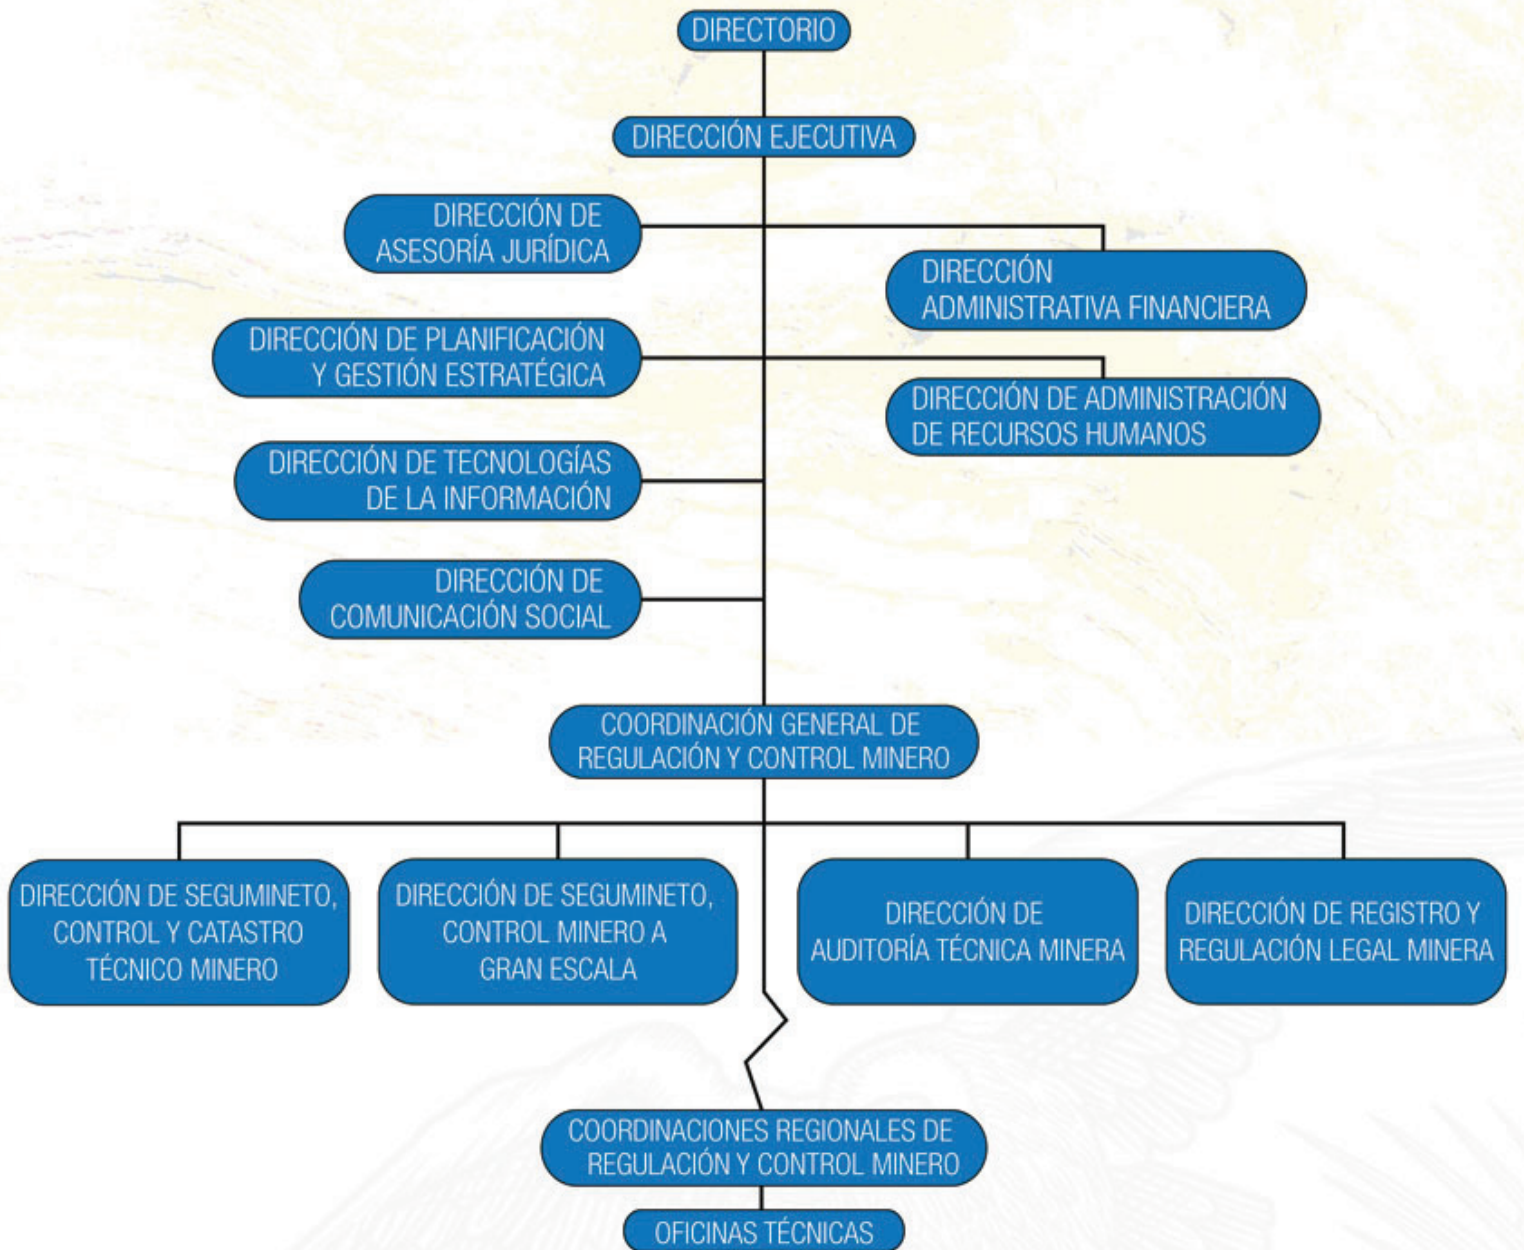 DIRECTORIO
DIRECCIÓN EJECUTIVA
DIRECCIÓN DE
ASESORÍA JURÍDICA
DIRECCIÓN
ADMINISTRATIVA FINANCIERA
DIRECCIÓN DE PLANIFICACIÓN
Y GESTIÓN ESTRATÉGICA
DIRECCIÓN DE ADMINISTRACIÓN
DE RECURSOS HUMANOS
DIRECCIÓN DE TECNOLOGÍAS
DE LA INFORMACIÓN
DIRECCIÓN DE
COMUNICACIÓN SOCIAL
COORDINACIÓN GENERAL DE
REGULACIÓN Y CONTROL MINERO
DIRECCIÓN DE SEGUMINETO,
CONTROL Y CATASTRO
TÉCNICO MINERO
DIRECCIÓN DE SEGUMINETO,
CONTROL MINERO A
GRAN ESCALA
DIRECCIÓN DE
AUDITORÍA TÉCNICA MINERA
DIRECCIÓN DE REGISTRO Y
REGULACIÓN LEGAL MINERA
COORDINACIONES REGIONALES DE
REGULACIÓN Y CONTROL MINERO
OFICINAS TÉCNICAS